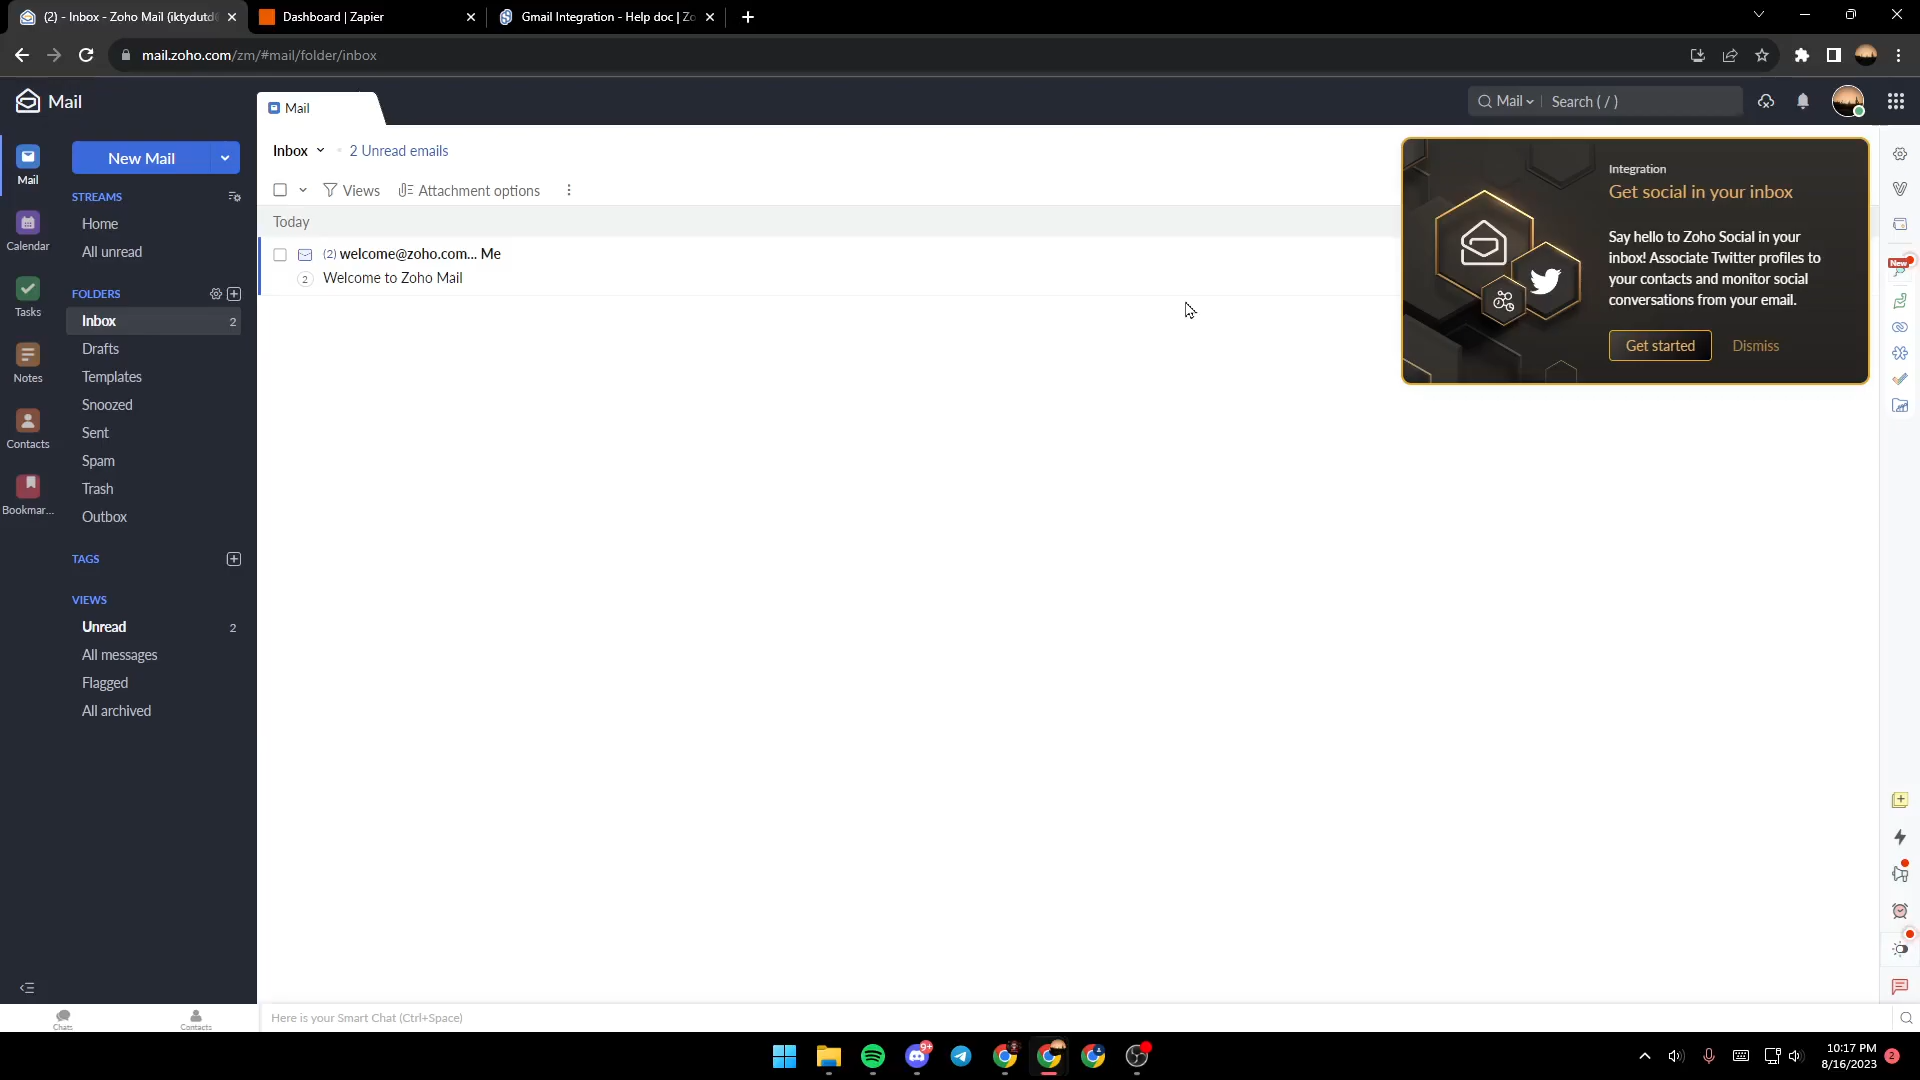 (2) - Inbox - Zoho Mail (iktydutd
Dashboard | Zapier
Gmail Integration - Help doc | Zo
mail.zoho.com/zm/#mail/folder/inbox
Mail
Mail
Mail
Search ( / )
Mail
Calendar
Tasks
Notes
Contacts
Bookmar...
New Mail
STREAMS
Home
All unread
FOLDERS
Inbox 2
Drafts
Templates
Snoozed
Sent
Spam
Trash
Outbox
TAGS
VIEWS
Unread 2
All messages
Flagged
All archived
Inbox
2 Unread emails
Views
Attachment options
Today
(2) welcome@zoho.com... Me
2 Welcome to Zoho Mail
Integration
Get social in your inbox
Say hello to Zoho Social in your
inbox! Associate Twitter profiles to
your contacts and monitor social
conversations from your email.
Get started
Dismiss
New
Chats
Contacts
Here is your Smart Chat (Ctrl+Space)
9+
10:17 PM
8/16/2023
2